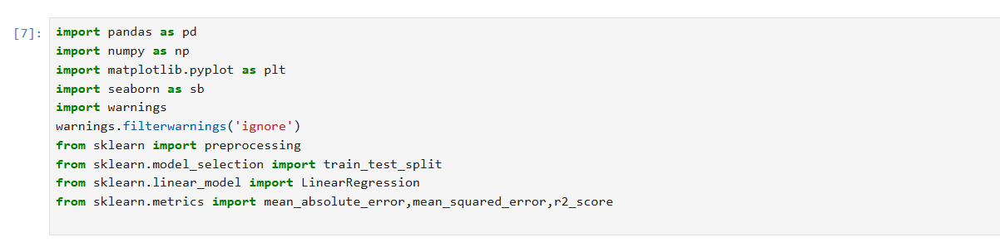 [7]:
import pandas as pd
import numpy as np
import matplotlib.pyplot as plt
import seaborn as sb
import warnings
warnings.filterwarnings('ignore')
from sklearn import preprocessing
from sklearn.model_selection import train_test_split
from sklearn.linear_model import LinearRegression
from sklearn.metrics import mean_absolute_error,mean_squared_error,r2_score